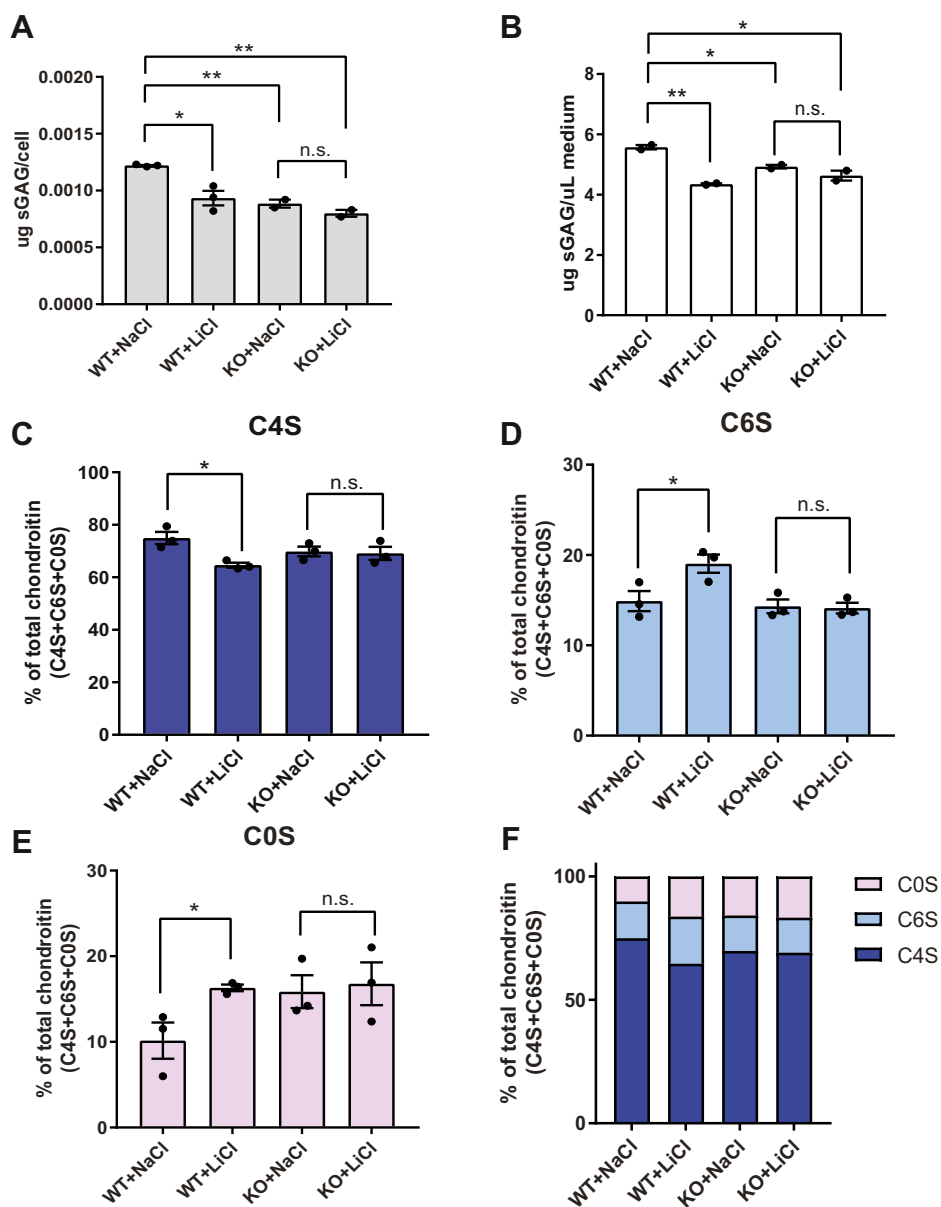 A
ug sGAG/cell
0.0020
0.0015
0.0010
0.0005
0.0000
**
**
*
n.s.
WT+NaCl
WT+LiCl
KO+NaCl
KO+LiCl
B
ug sGAG/uL medium
8
6
4
2
0
*
*
**
n.s.
WT+NaCl
WT+LiCl
KO+NaCl
KO+LiCl
C
C4S
% of total chondroitin
(C4S+C6S+C0S)
100
80
60
40
20
0
*
n.s.
WT+NaCl
WT+LiCl
KO+NaCl
KO+LiCl
D
C6S
% of total chondroitin
(C4S+C6S+C0S)
30
20
10
0
*
n.s.
WT+NaCl
WT+LiCl
KO+NaCl
KO+LiCl
E
C0S
% of total chondroitin
(C4S+C6S+C0S)
30
20
10
0
*
n.s.
WT+NaCl
WT+LiCl
KO+NaCl
KO+LiCl
F
% of total chondroitin
(C4S+C6S+C0S)
100
50
0
WT+NaCl
WT+LiCl
KO+NaCl
KO+LiCl
C0S
C6S
C4S